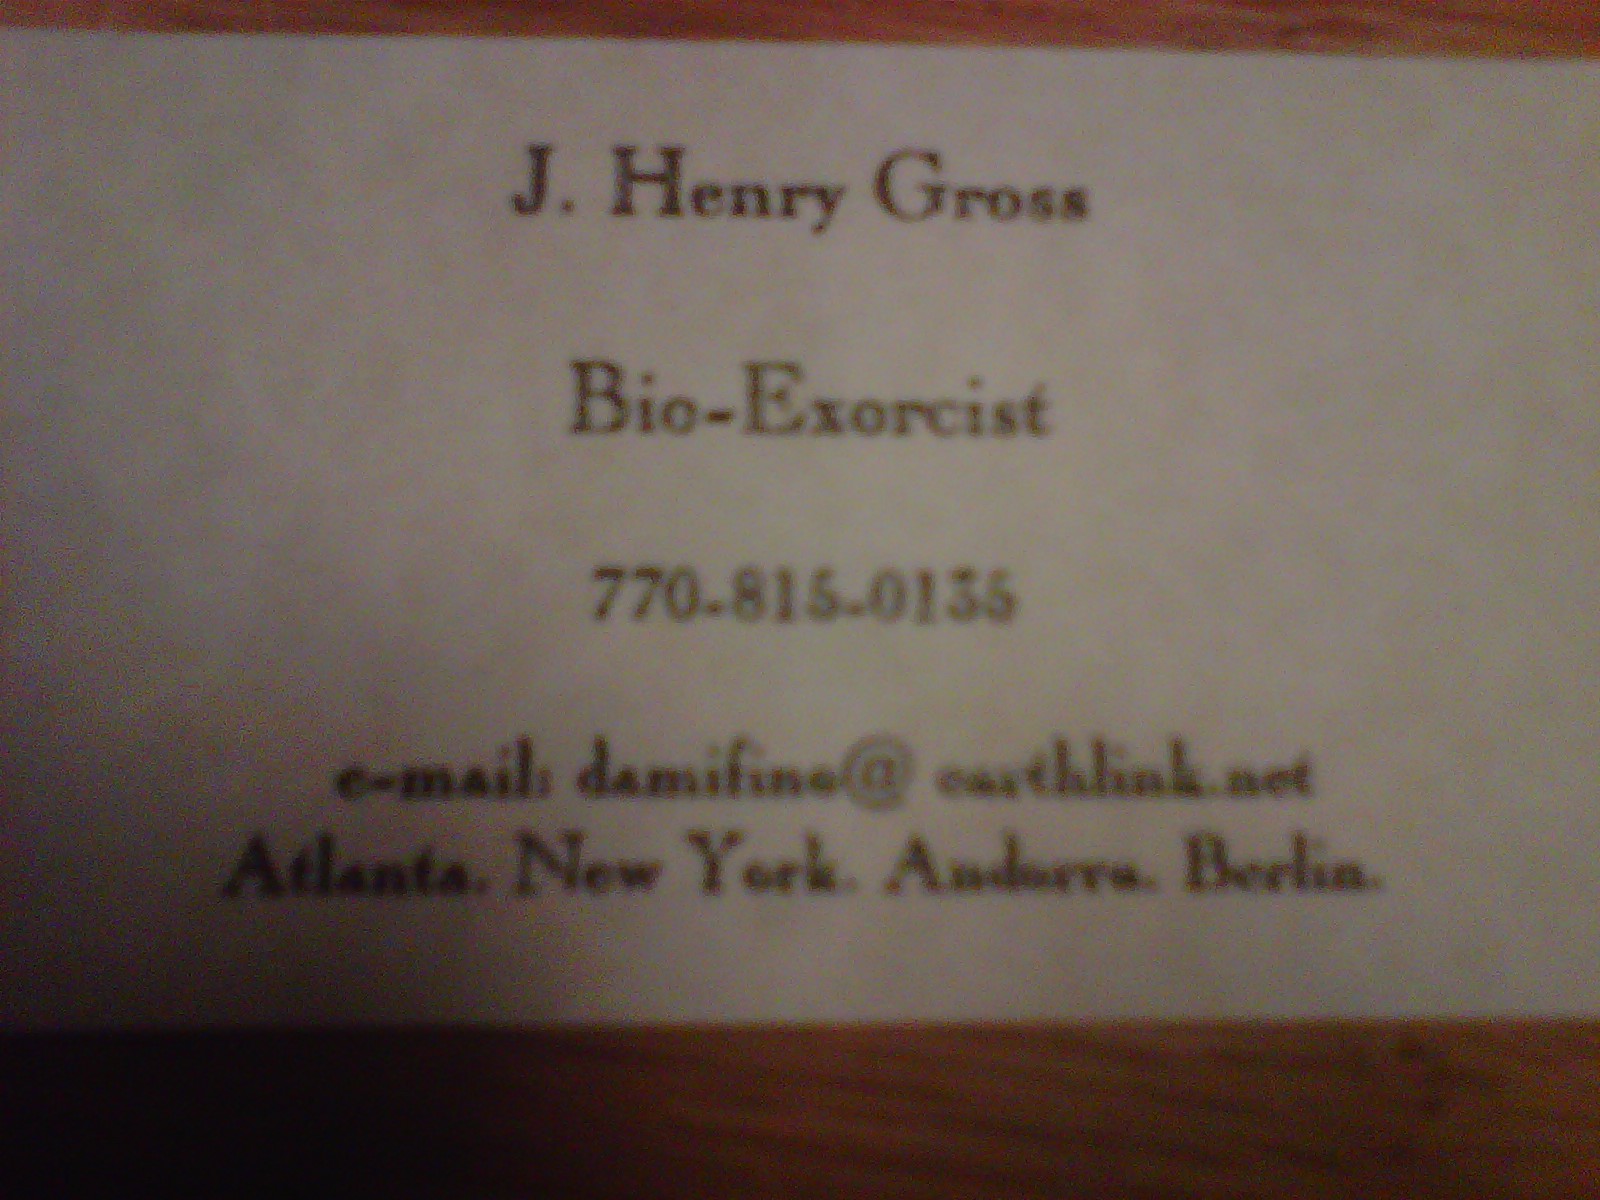 J. Henry Gross
Bio-Exorcist
770-815-0135
e-mail: damifino@ earthlink.net
Atlanta. New York. Andorra. Berlin.